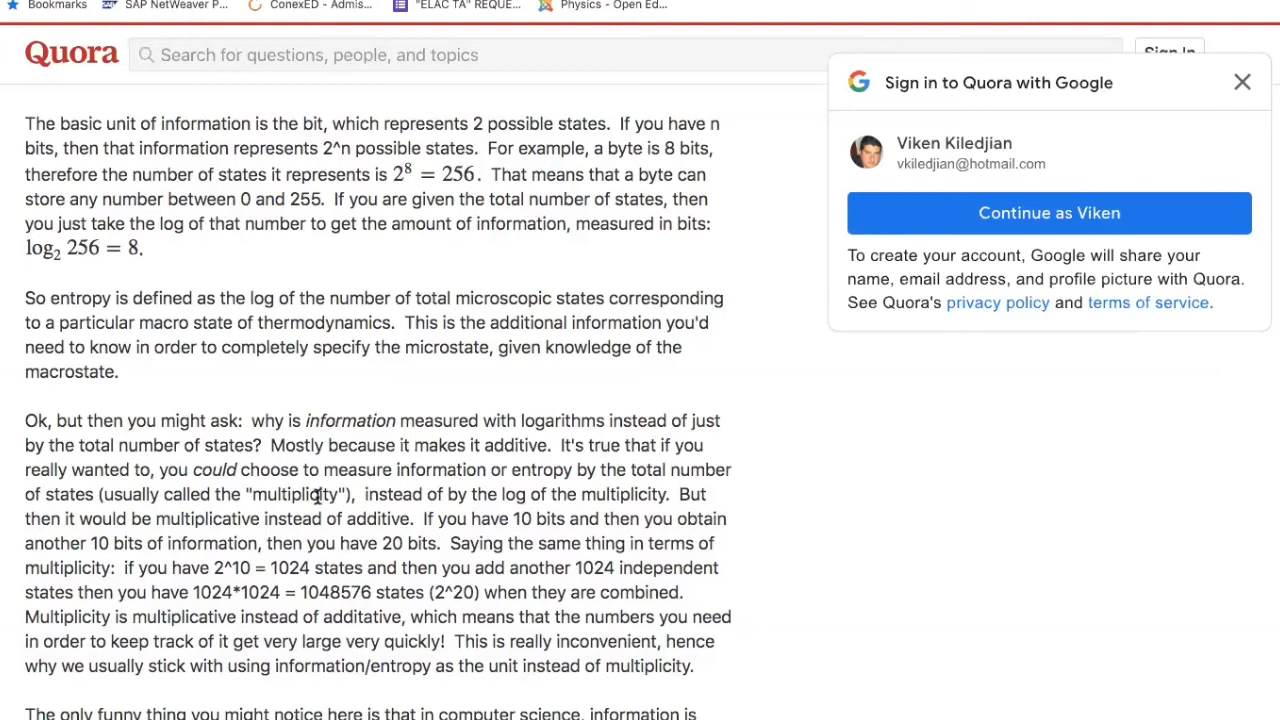 Bookmarks SAP NetWeaver P... ConexED - Admis... "ELAC TA" REQUE... Physics - Open Ed...
Quora Search for questions, people, and topics Sign In
Sign in to Quora with Google
Viken Kiledjian
vkiledjian@hotmail.com
Continue as Viken
To create your account, Google will share your
name, email address, and profile picture with Quora.
See Quora's privacy policy and terms of service.
The basic unit of information is the bit, which represents 2 possible states. If you have n
bits, then that information represents 2^n possible states. For example, a byte is 8 bits,
therefore the number of states it represents is 2⁸ = 256. That means that a byte can
store any number between 0 and 255. If you are given the total number of states, then
you just take the log of that number to get the amount of information, measured in bits:
log₂ 256 = 8.
So entropy is defined as the log of the number of total microscopic states corresponding
to a particular macro state of thermodynamics. This is the additional information you'd
need to know in order to completely specify the microstate, given knowledge of the
macrostate.
Ok, but then you might ask: why is information measured with logarithms instead of just
by the total number of states? Mostly because it makes it additive. It's true that if you
really wanted to, you could choose to measure information or entropy by the total number
of states (usually called the "multiplicity"), instead of by the log of the multiplicity. But
then it would be multiplicative instead of additive. If you have 10 bits and then you obtain
another 10 bits of information, then you have 20 bits. Saying the same thing in terms of
multiplicity: if you have 2^10 = 1024 states and then you add another 1024 independent
states then you have 1024*1024 = 1048576 states (2^20) when they are combined.
Multiplicity is multiplicative instead of additative, which means that the numbers you need
in order to keep track of it get very large very quickly! This is really inconvenient, hence
why we usually stick with using information/entropy as the unit instead of multiplicity.
The only funny thing you might notice here is that in computer science, information is